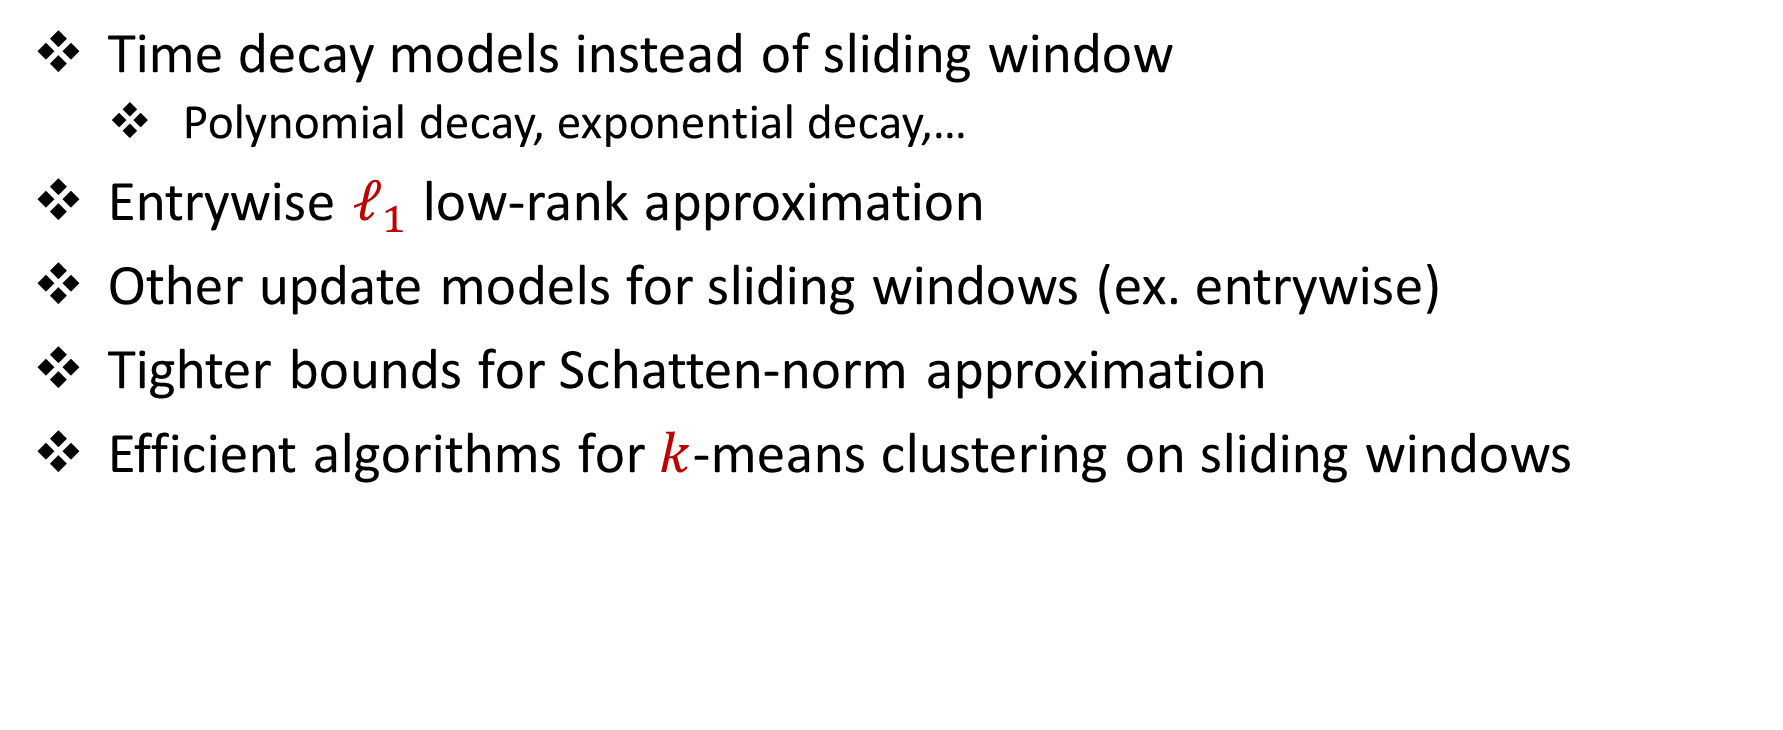 ❖ Time decay models instead of sliding window
❖ Polynomial decay, exponential decay,…
❖ Entrywise ℓ₁ low-rank approximation
❖ Other update models for sliding windows (ex. entrywise)
❖ Tighter bounds for Schatten-norm approximation
❖ Efficient algorithms for k-means clustering on sliding windows